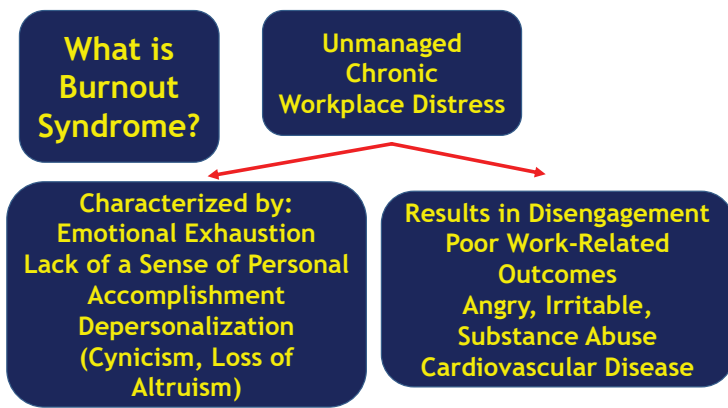 What is
Burnout
Syndrome?
Unmanaged
Chronic
Workplace Distress
Characterized by:
Emotional Exhaustion
Lack of a Sense of Personal
Accomplishment
Depersonalization
(Cynicism, Loss of
Altruism)
Results in Disengagement
Poor Work-Related
Outcomes
Angry, Irritable,
Substance Abuse
Cardiovascular Disease